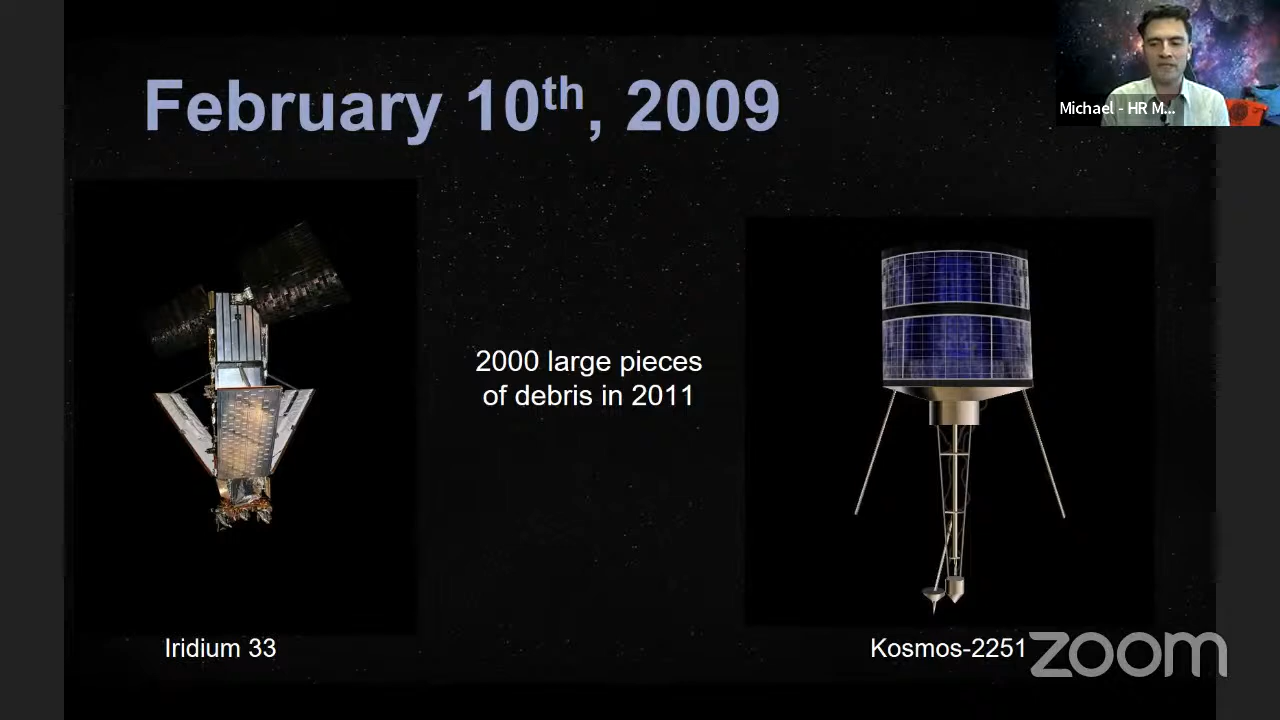 February 10th, 2009
Michael - HR M...
2000 large pieces
of debris in 2011
Iridium 33
Kosmos-2251
zoom